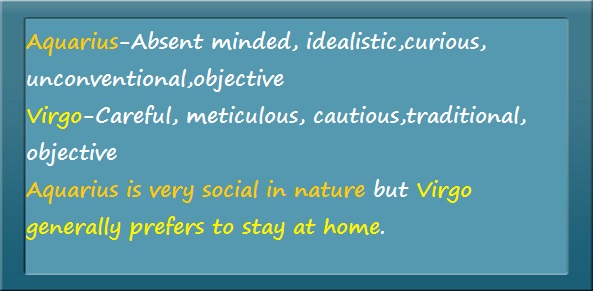 Aquarius-Absent minded, idealistic,curious,
unconventional,objective
Virgo-Careful, meticulous, cautious,traditional,
objective
Aquarius is very social in nature but Virgo
generally prefers to stay at home.